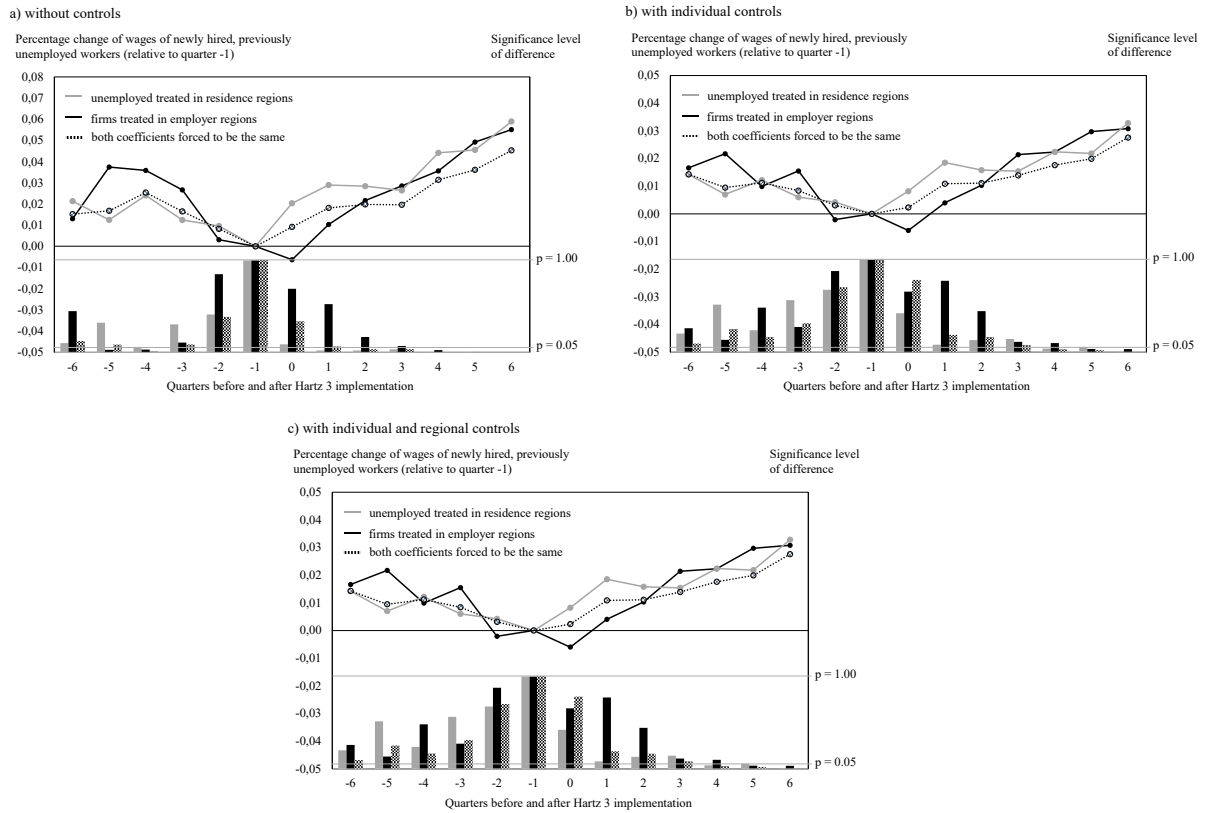 a) without controls
Percentage change of wages of newly hired, previously
unemployed workers (relative to quarter -1)
Significance level
of difference
0,08
0,07
0,06
0,05
0,04
0,03
0,02
0,01
0,00
-0,01
-0,02
-0,03
-0,04
-0,05
unemployed treated in residence regions
firms treated in employer regions
both coefficients forced to be the same
p = 1.00
p = 0.05
-6 -5 -4 -3 -2 -1 0 1 2 3 4 5 6
Quarters before and after Hartz 3 implementation
b) with individual controls
Percentage change of wages of newly hired, previously
unemployed workers (relative to quarter -1)
Significance level
of difference
0,05
0,04
0,03
0,02
0,01
0,00
-0,01
-0,02
-0,03
-0,04
-0,05
unemployed treated in residence regions
firms treated in employer regions
both coefficients forced to be the same
p = 1.00
p = 0.05
-6 -5 -4 -3 -2 -1 0 1 2 3 4 5 6
Quarters before and after Hartz 3 implementation
c) with individual and regional controls
Percentage change of wages of newly hired, previously
unemployed workers (relative to quarter -1)
Significance level
of difference
0,05
0,04
0,03
0,02
0,01
0,00
-0,01
-0,02
-0,03
-0,04
-0,05
unemployed treated in residence regions
firms treated in employer regions
both coefficients forced to be the same
p = 1.00
p = 0.05
-6 -5 -4 -3 -2 -1 0 1 2 3 4 5 6
Quarters before and after Hartz 3 implementation